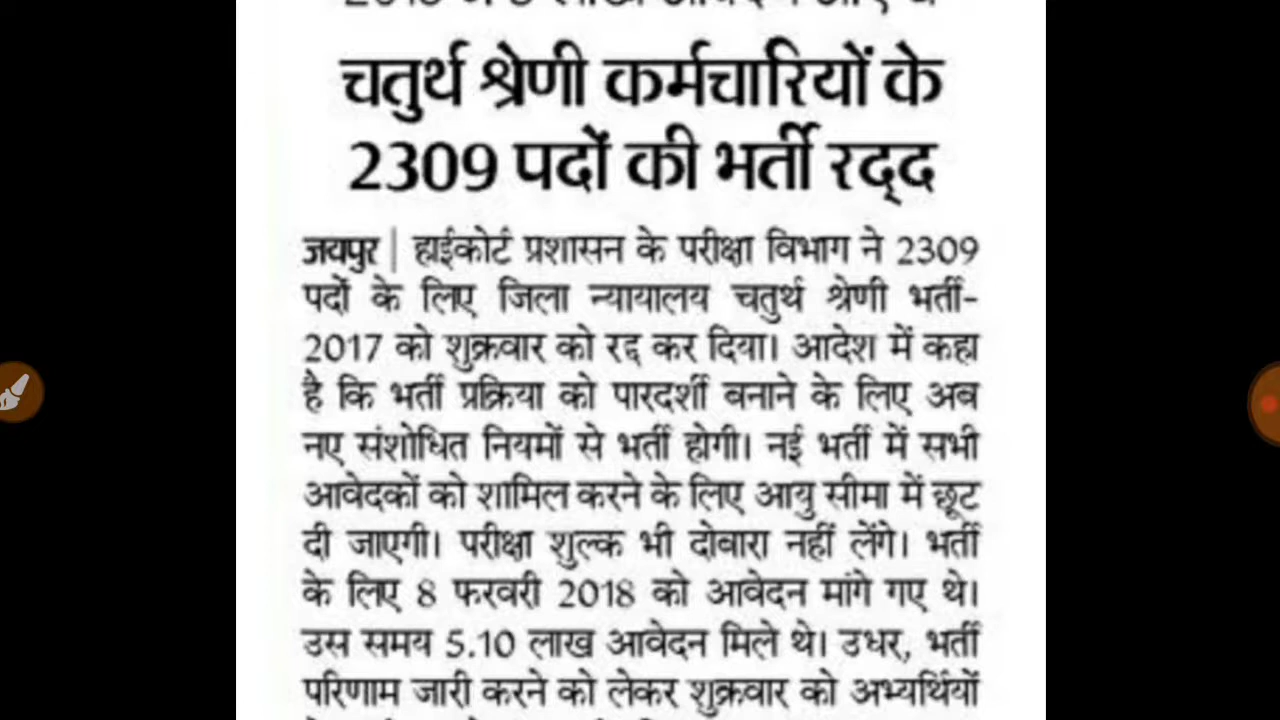 चतुर्थ श्रेणी कर्मचारियों के
2309 पदों की भर्ती रद्द
जयपुर | हाईकोर्ट प्रशासन के परीक्षा विभाग ने 2309
पदों के लिए जिला न्यायालय चतुर्थ श्रेणी भर्ती-
2017 को शुक्रवार को रद्द कर दिया। आदेश में कहा
है कि भर्ती प्रक्रिया को पारदर्शी बनाने के लिए अब
नए संशोधित नियमों से भर्ती होगी। नई भर्ती में सभी
आवेदकों को शामिल करने के लिए आयु सीमा में छूट
दी जाएगी। परीक्षा शुल्क भी दोबारा नहीं लेंगे। भर्ती
के लिए 8 फरवरी 2018 को आवेदन मांगे गए थे।
उस समय 5.10 लाख आवेदन मिले थे। उधर, भर्ती
परिणाम जारी करने को लेकर शुक्रवार को अभ्यर्थियों